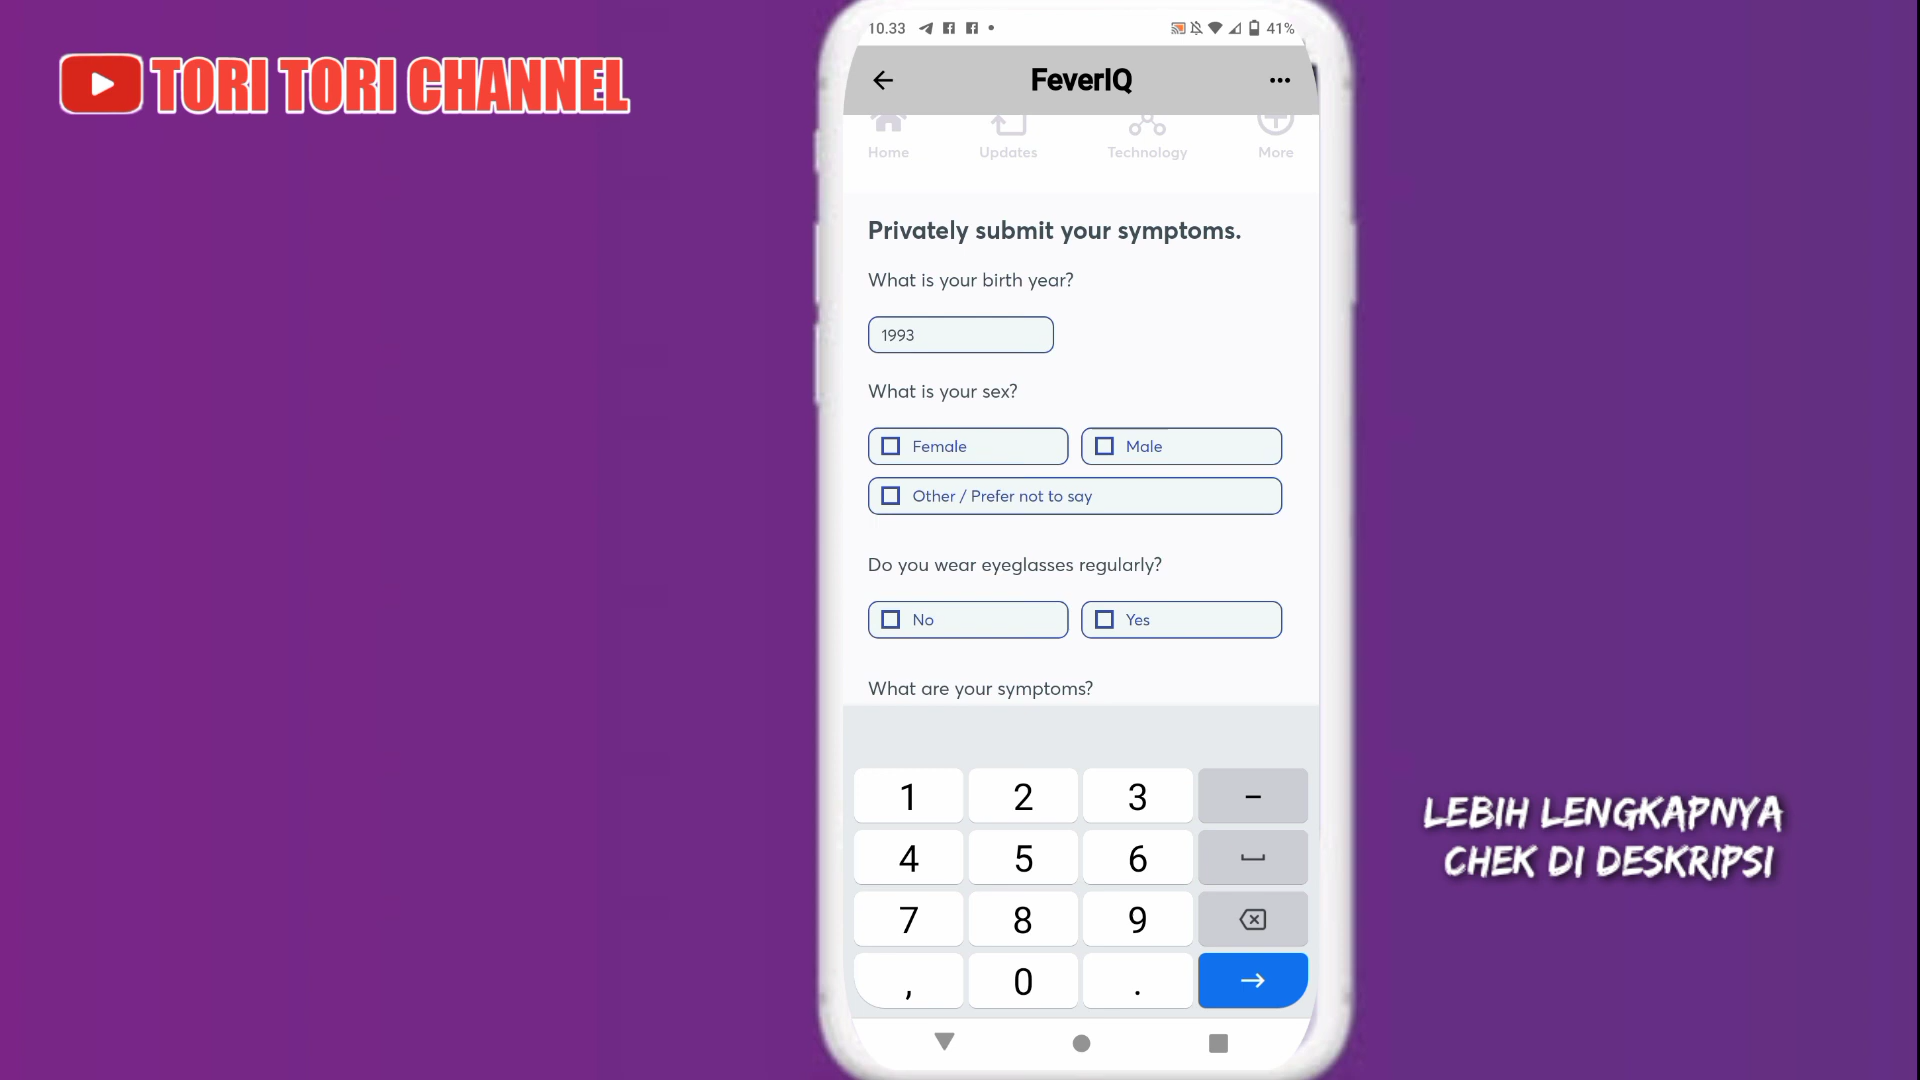 TORI TORI CHANNEL
10.33
41%
FeverIQ
Home
Updates
Technology
More
Privately submit your symptoms.
What is your birth year?
1993
What is your sex?
Female
Male
Other / Prefer not to say
Do you wear eyeglasses regularly?
No
Yes
What are your symptoms?
1 2 3 –
4 5 6
7 8 9
, 0 .
LEBIH LENGKAPNYA
CHEK DI DESKRIPSI